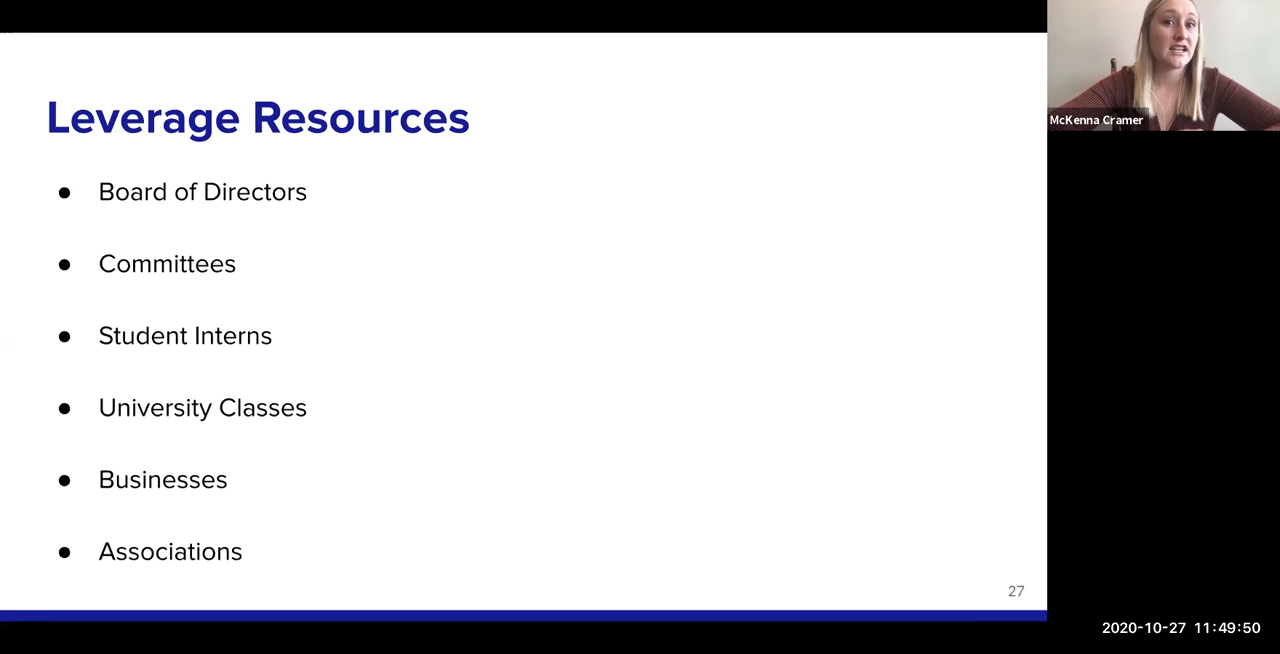 Leverage Resources
● Board of Directors
● Committees
● Student Interns
● University Classes
● Businesses
● Associations
27
McKenna Cramer
2020-10-27 11:49:50